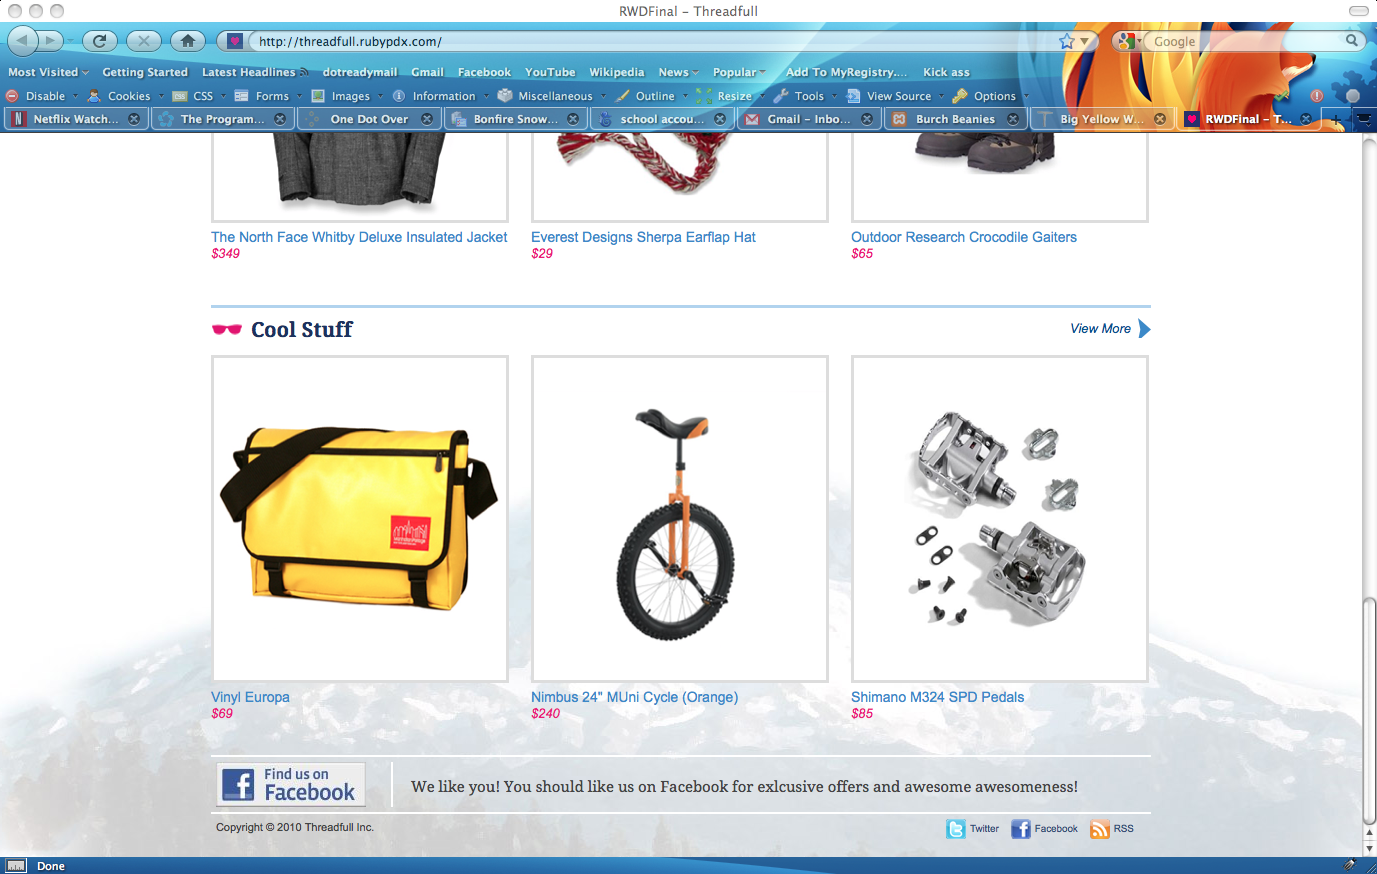 RWDFinal – Threadfull
http://threadfull.rubypdx.com/
Google
Most Visited Getting Started Latest Headlines dotreadymail Gmail Facebook YouTube Wikipedia News Popular Add To MyRegistry.... Kick ass
Disable Cookies CSS Forms Images Information Miscellaneous Outline Resize Tools View Source Options
Netflix Watch... The Program... One Dot Over Bonfire Snow... school accou... Gmail – Inbo... Burch Beanies Big Yellow W... RWDFinal – T...
The North Face Whitby Deluxe Insulated Jacket
$349
Everest Designs Sherpa Earflap Hat
$29
Outdoor Research Crocodile Gaiters
$65
Cool Stuff
View More
Vinyl Europa
$69
Nimbus 24" MUni Cycle (Orange)
$240
Shimano M324 SPD Pedals
$85
Find us on
Facebook
We like you! You should like us on Facebook for exlcusive offers and awesome awesomeness!
Copyright © 2010 Threadfull Inc.
Twitter Facebook RSS
Done